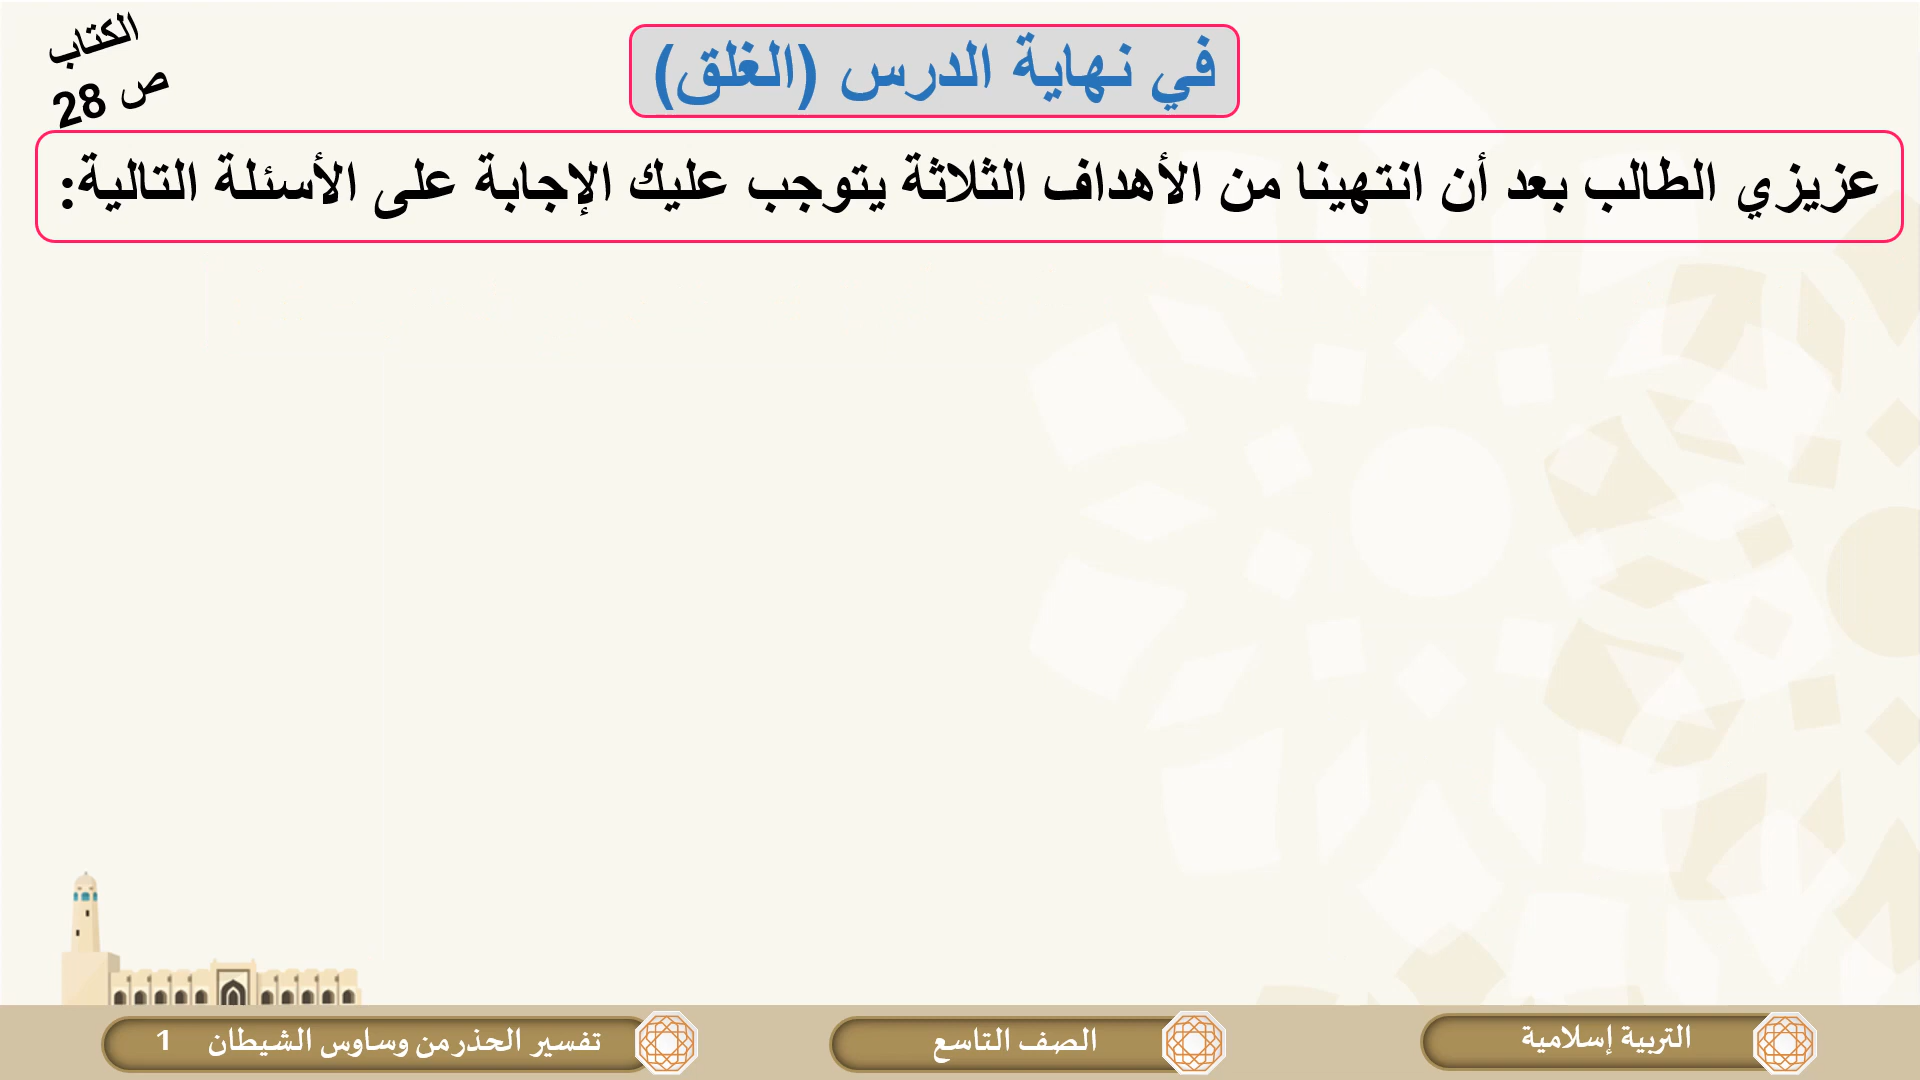 الكتاب
ص 28
في نهاية الدرس (الغلق)
عزيزي الطالب بعد أن انتهينا من الأهداف الثلاثة يتوجب عليك الإجابة على الأسئلة التالية:
التربية إسلامية
الصف التاسع
تفسير الحذر من وساوس الشيطان 1